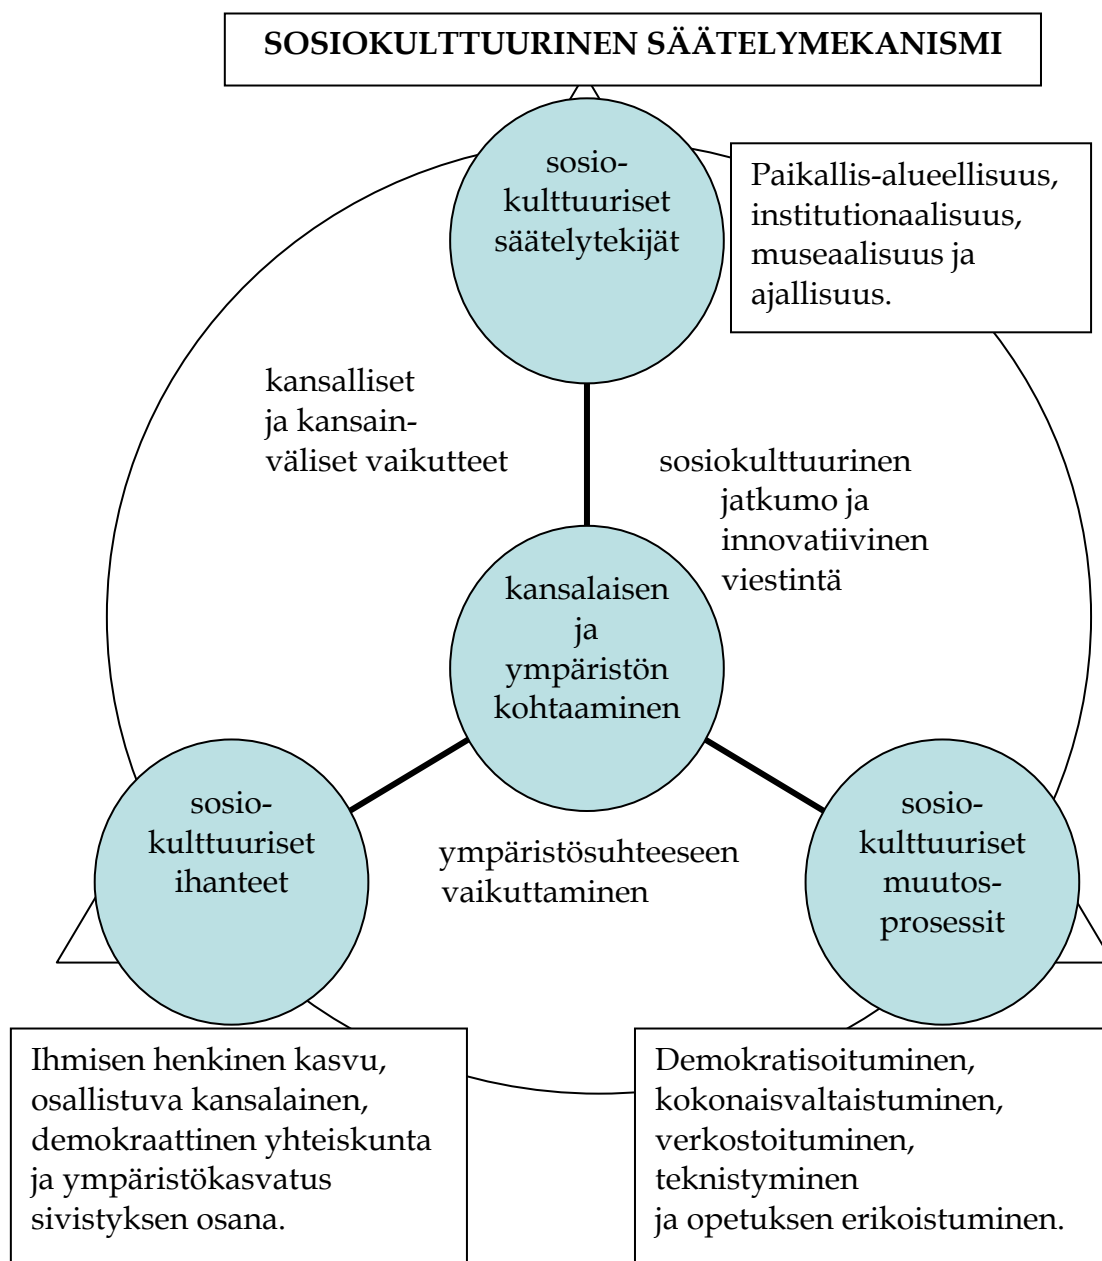 SOSIOKULTTUURINEN SÄÄTELYMEKANISMI
sosio-
kulttuuriset
säätelytekijät
Paikallis-alueellisuus,
institutionaalisuus,
museaalisuus ja
ajallisuus.
kansalliset
ja kansain-
väliset vaikutteet
sosiokulttuurinen
jatkumo ja
innovatiivinen
viestintä
kansalaisen
ja
ympäristön
kohtaaminen
sosio-
kulttuuriset
ihanteet
ympäristösuhteeseen
vaikuttaminen
sosio-
kulttuuriset
muutos-
prosessit
Ihmisen henkinen kasvu,
osallistuva kansalainen,
demokraattinen yhteiskunta
ja ympäristökasvatus
sivistyksen osana.
Demokratisoituminen,
kokonaisvaltaistuminen,
verkostoituminen,
teknistyminen
ja opetuksen erikoistuminen.